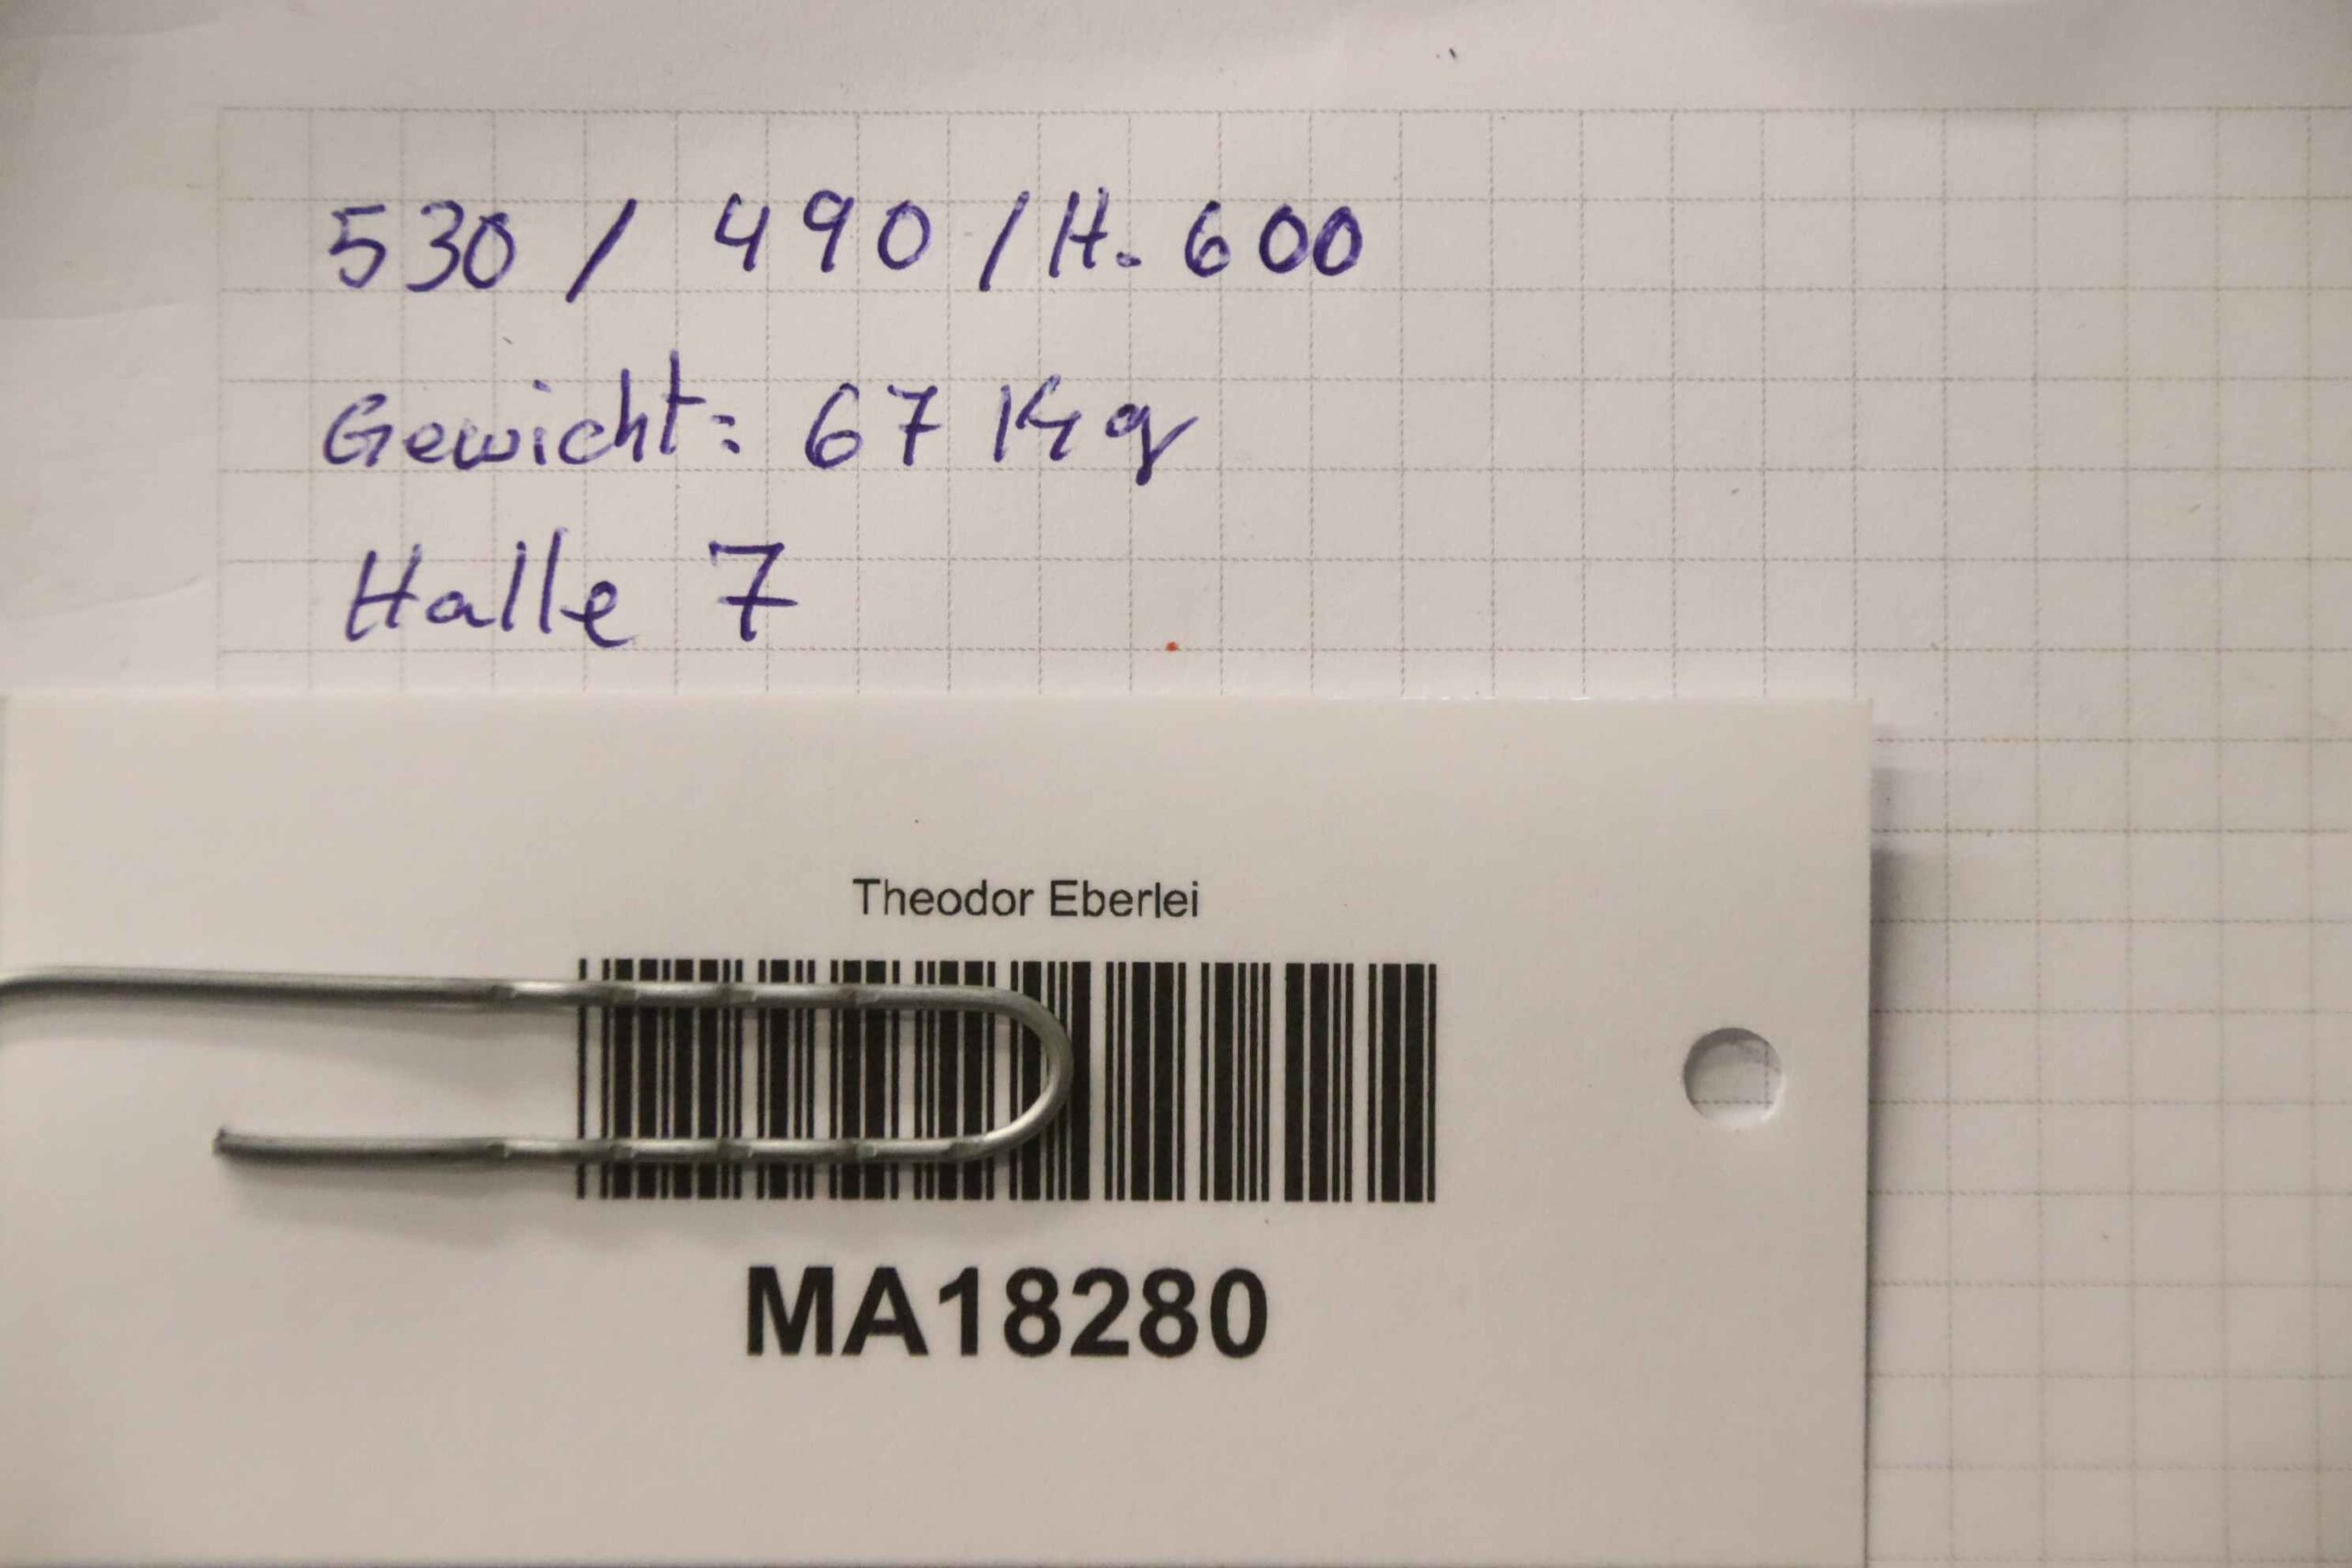 530 / 490 / H. 600
Gewicht: 67 Kg
Halle 7
Theodor Eberlei
MA18280